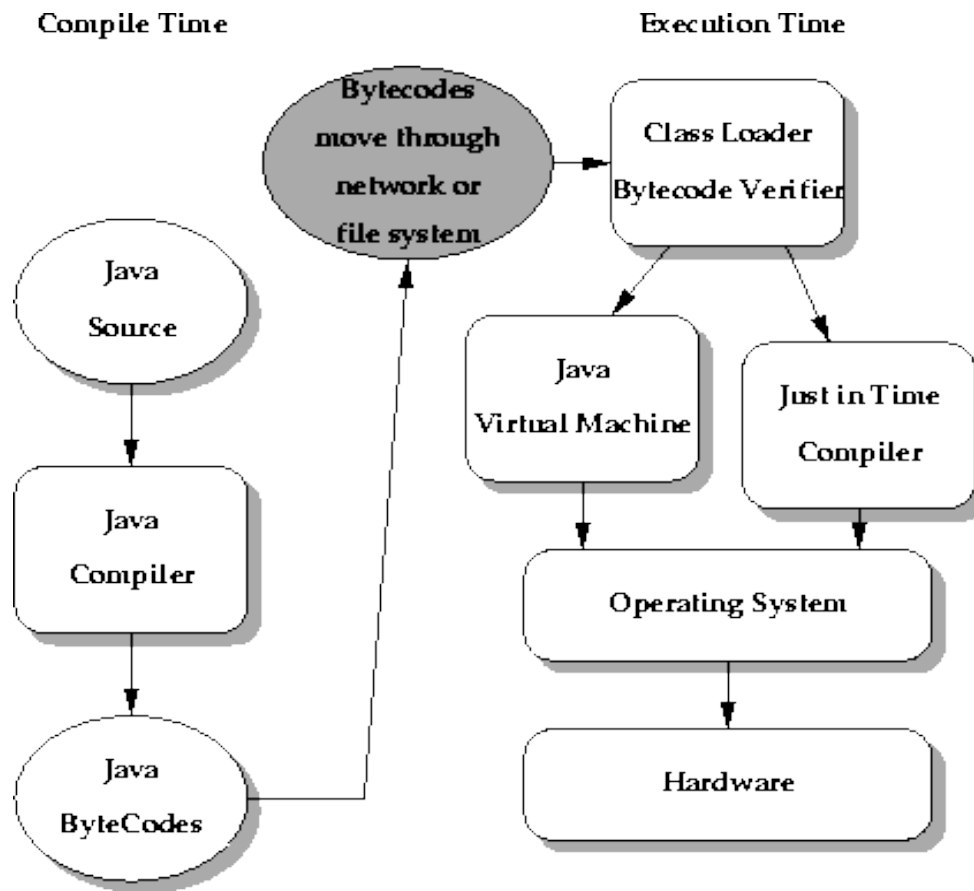 Compile Time
Execution Time
Bytecodes
move through
network or
file system
Class Loader
Bytecode Verifier
Java
Source
Java
Virtual Machine
Just in Time
Compiler
Java
Compiler
Operating System
Java
ByteCodes
Hardware